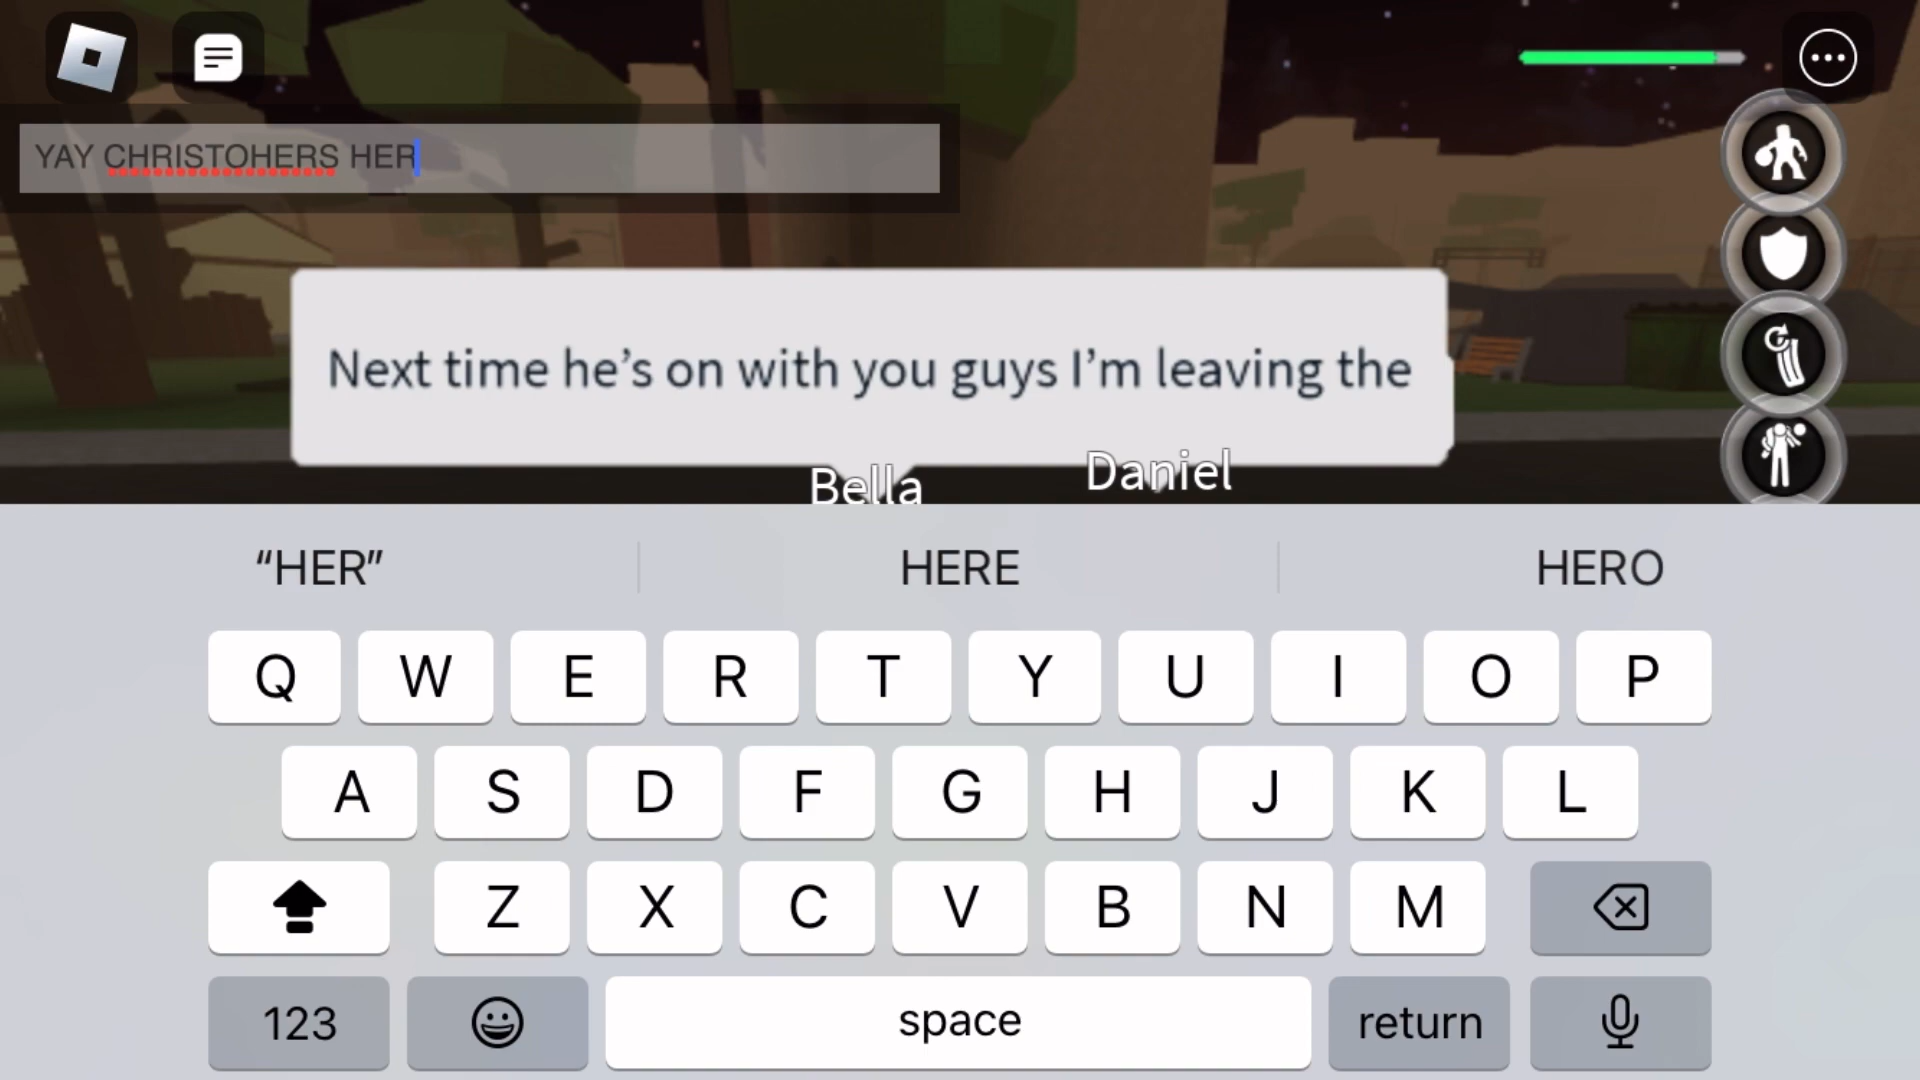 YAY CHRISTOHERS HER
Next time he’s on with you guys I’m leaving the
Bella
Daniel
“HER” HERE HERO
Q W E R T Y U I O P
A S D F G H J K L
Z X C V B N M
123 space return